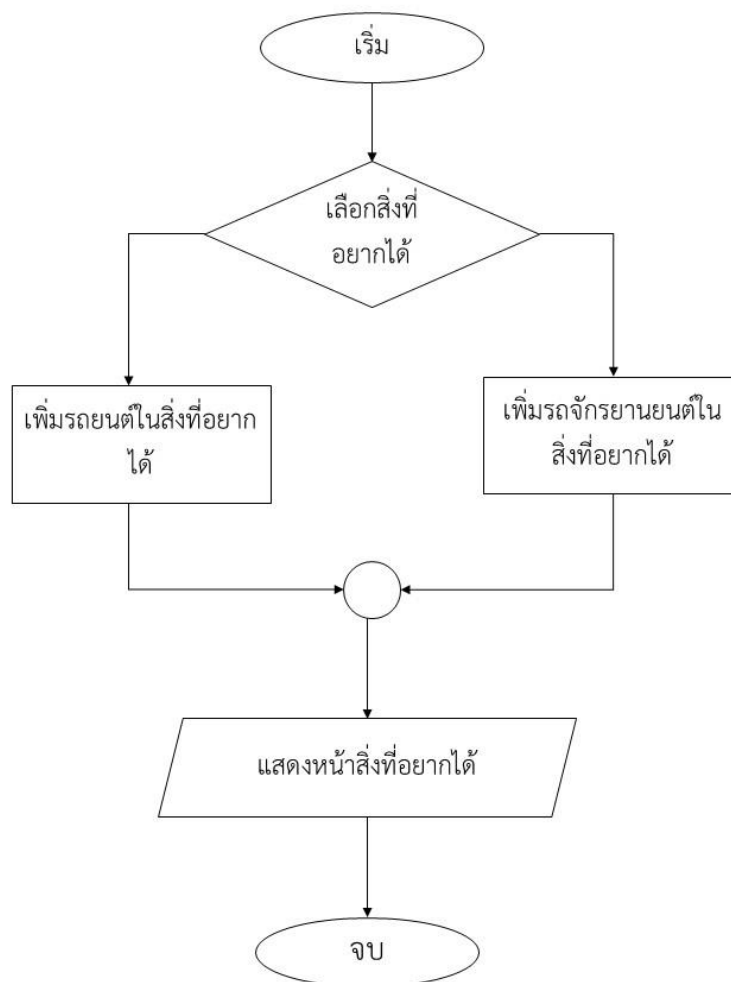 เริ่ม
เลือกสิ่งที่
อยากได้
เพิ่มรถยนต์ในสิ่งที่อยาก
ได้
เพิ่มรถจักรยานยนต์ใน
สิ่งที่อยากได้
แสดงหน้าสิ่งที่อยากได้
จบ